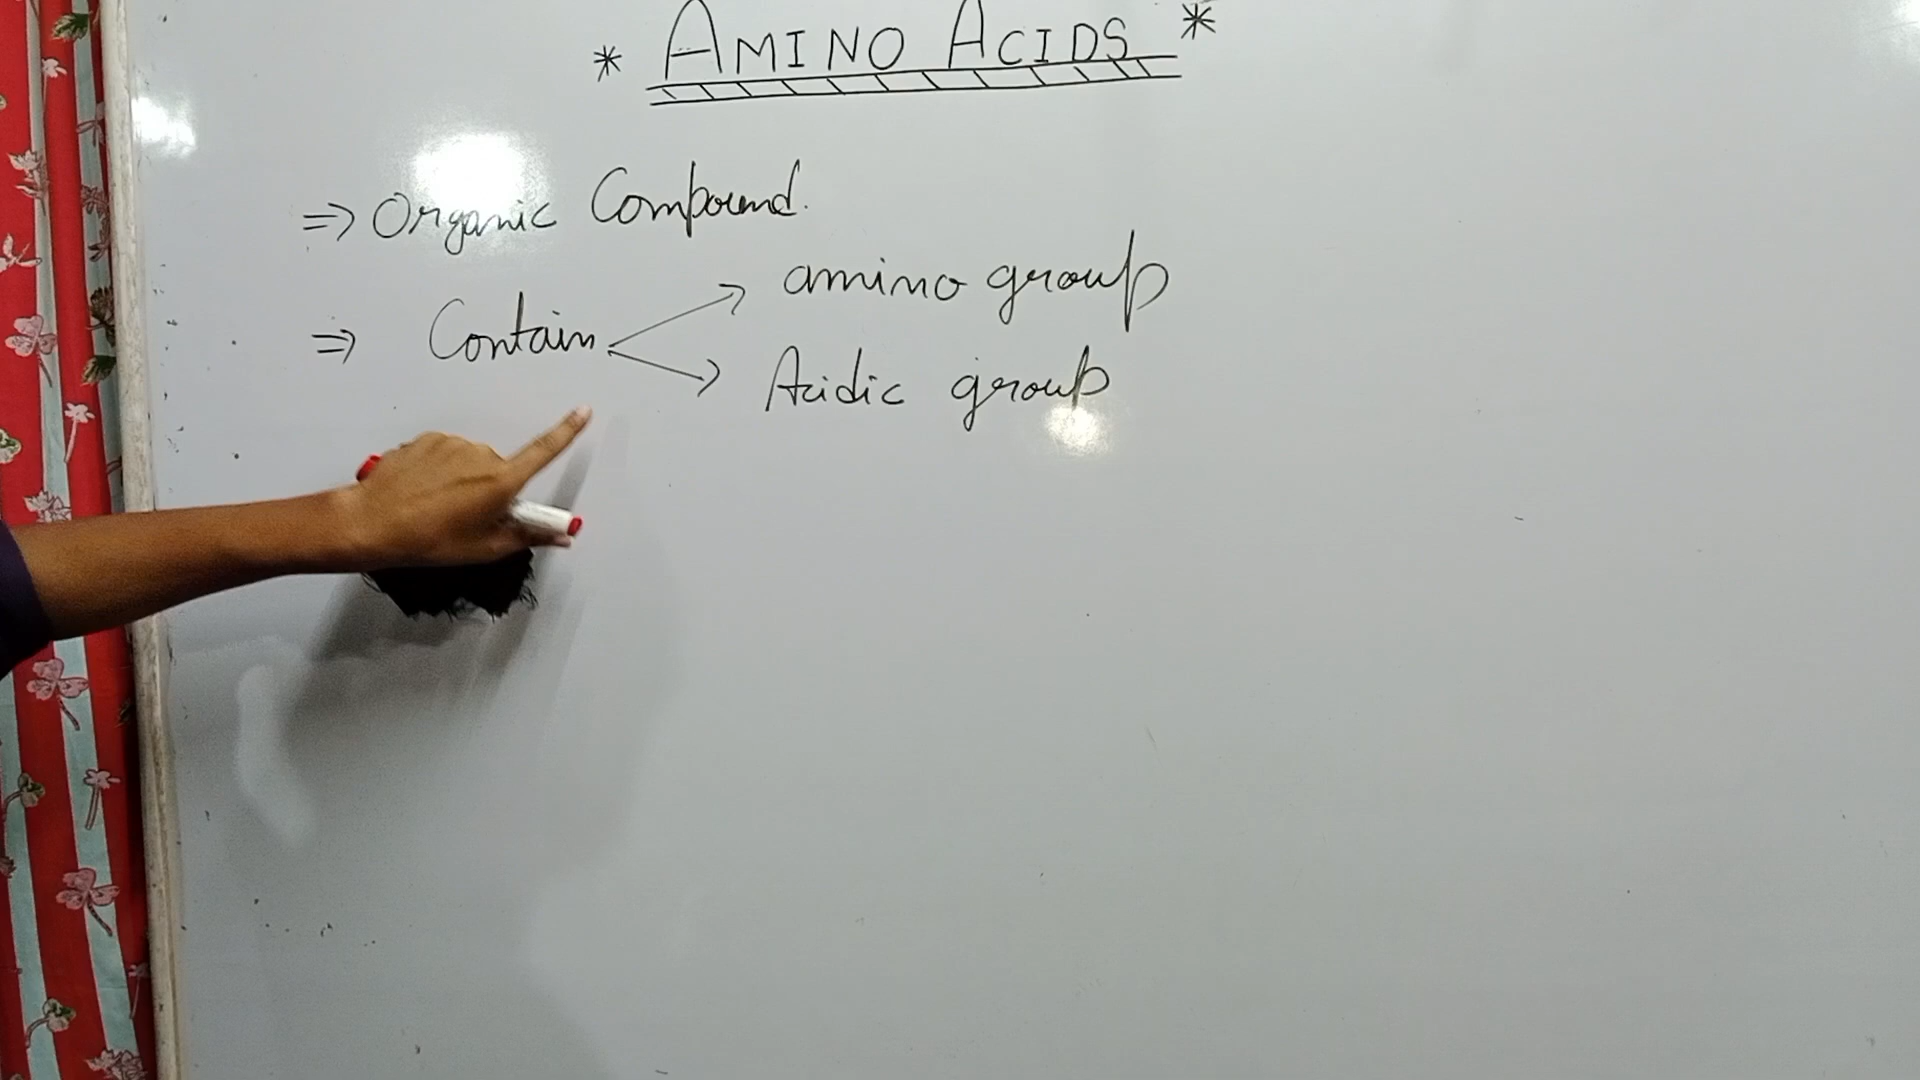 * AMINO ACIDS *
⇒ Organic Compound.
amino group
⇒ Contain
Acidic group